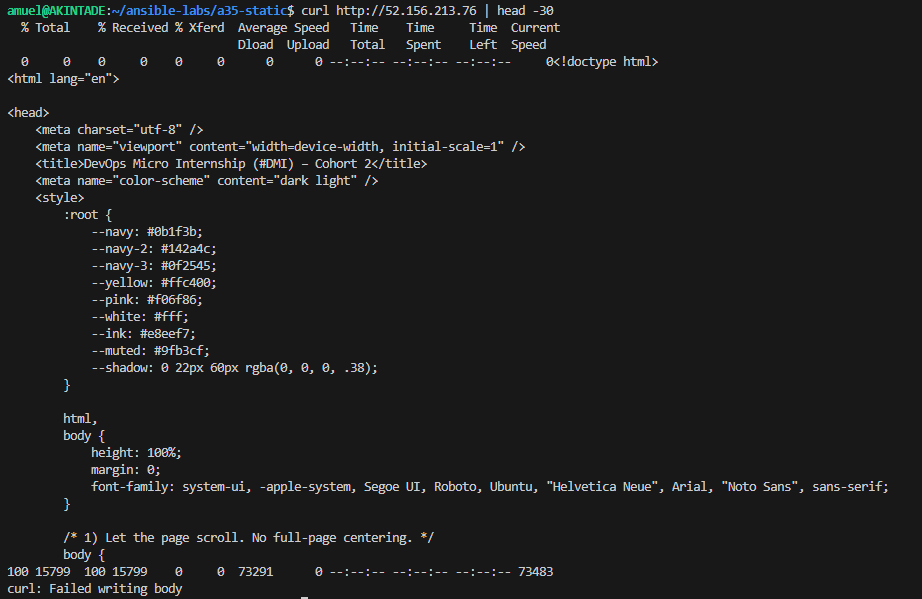 amuel@AKINTADE:~/ansible-labs/a35-static$ curl http://52.156.213.76 | head -30
  % Total    % Received % Xferd  Average Speed   Time    Time     Time  Current
                                 Dload  Upload   Total   Spent    Left  Speed
  0     0    0     0    0     0      0      0 --:--:-- --:--:-- --:--:--     0<!doctype html>
<html lang="en">

<head>
    <meta charset="utf-8" />
    <meta name="viewport" content="width=device-width, initial-scale=1" />
    <title>DevOps Micro Internship (#DMI) – Cohort 2</title>
    <meta name="color-scheme" content="dark light" />
    <style>
        :root {
            --navy: #0b1f3b;
            --navy-2: #142a4c;
            --navy-3: #0f2545;
            --yellow: #ffc400;
            --pink: #f06f86;
            --white: #fff;
            --ink: #e8eef7;
            --muted: #9fb3cf;
            --shadow: 0 22px 60px rgba(0, 0, 0, .38);
        }

        html,
        body {
            height: 100%;
            margin: 0;
            font-family: system-ui, -apple-system, Segoe UI, Roboto, Ubuntu, "Helvetica Neue", Arial, "Noto Sans", sans-serif;
        }

        /* 1) Let the page scroll. No full-page centering. */
        body {
100 15799  100 15799    0     0  73291      0 --:--:-- --:--:-- --:--:-- 73483
curl: Failed writing body